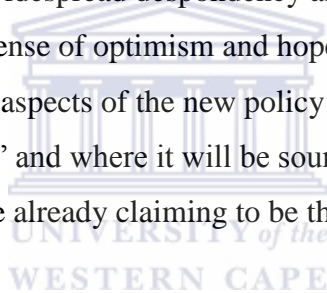 despondency a
ense of optimism and hope
aspects of the new policy
” and where it will be sour
already claiming to be th
UNIVERSITY of the
WESTERN CAPE